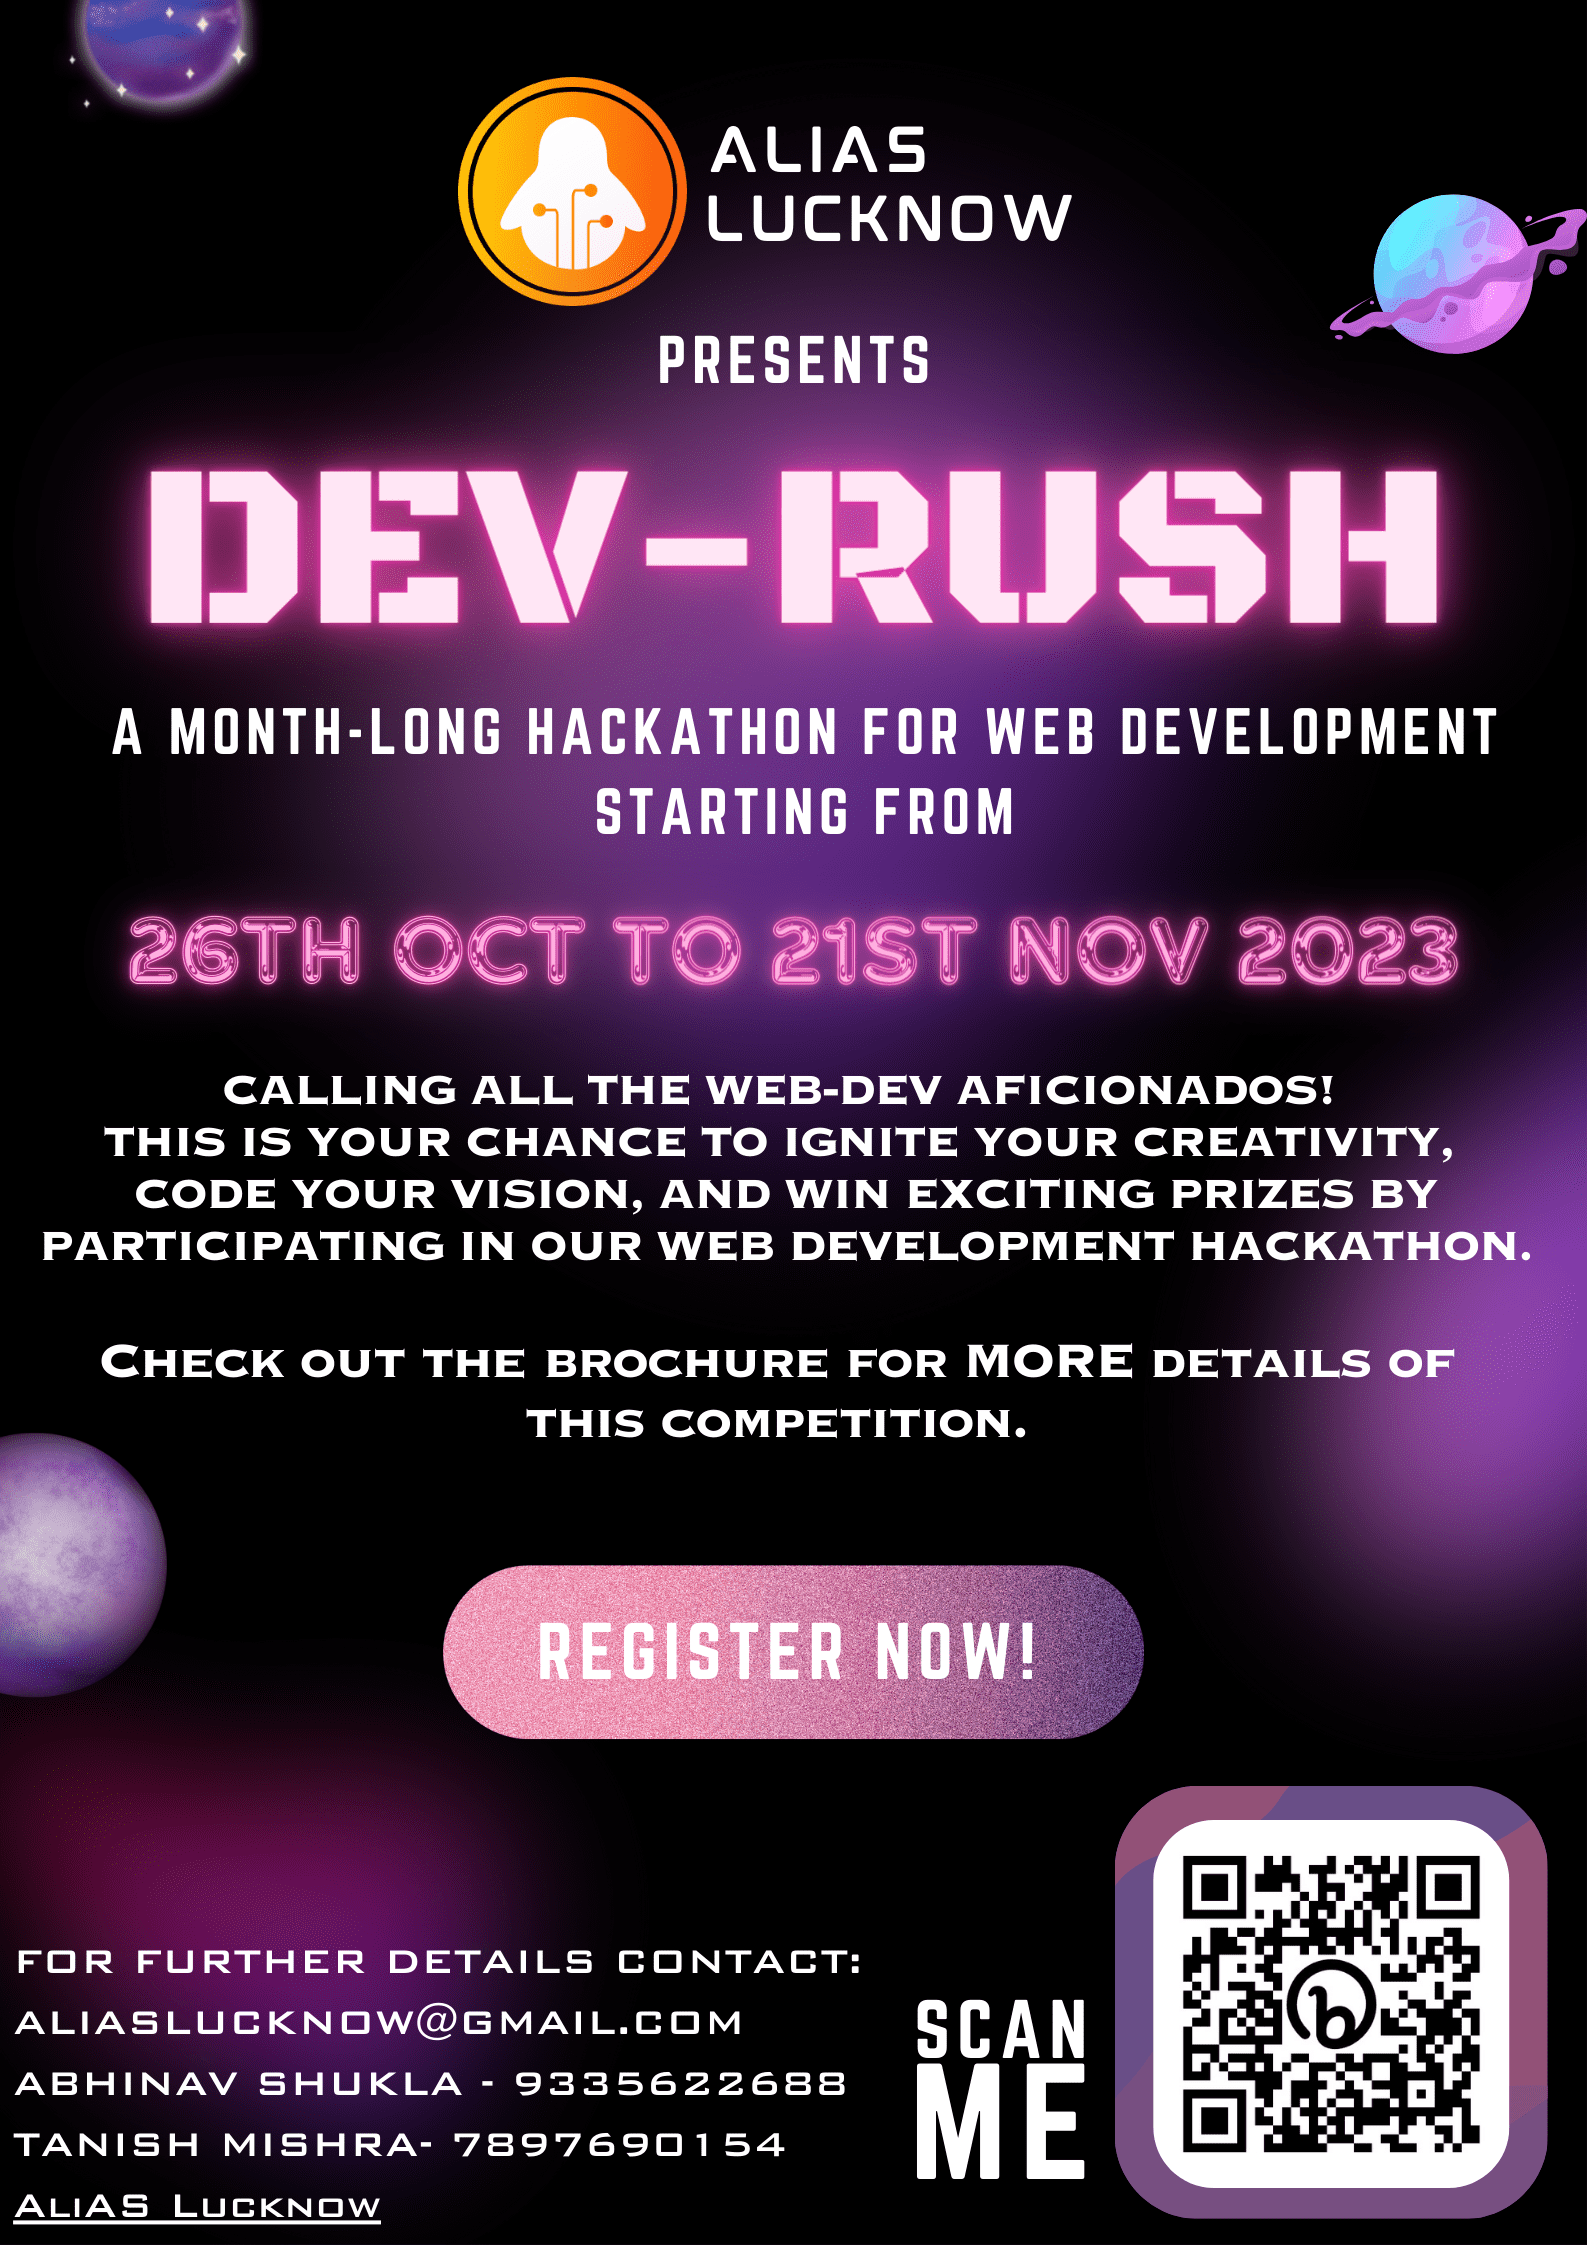 ALIAS
LUCKNOW
PRESENTS
DEV-RUSH
A MONTH-LONG HACKATHON FOR WEB DEVELOPMENT
STARTING FROM
26TH OCT TO 21ST NOV 2023
CALLING ALL THE WEB-DEV AFICIONADOS!
THIS IS YOUR CHANCE TO IGNITE YOUR CREATIVITY,
CODE YOUR VISION, AND WIN EXCITING PRIZES BY
PARTICIPATING IN OUR WEB DEVELOPMENT HACKATHON.
Check out the brochure for MORE details of
this competition.
REGISTER NOW!
FOR FURTHER DETAILS CONTACT:
ALIASLUCKNOW@GMAIL.COM
ABHINAV SHUKLA - 9335622688
TANISH MISHRA- 7897690154
AliAS Lucknow
SCAN
ME
b